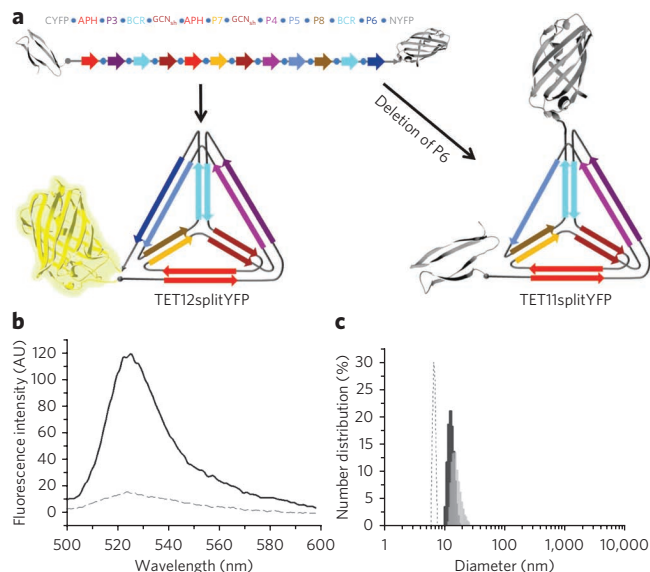 a
CYFP • APH • P3 • BCR • GCNsh • APH • P7 • GCNsh • P4 • P5 • P8 • BCR • P6 • NYFP
Deletion of P6
TET12splitYFP
TET11splitYFP
b
Fluorescence intensity (AU)
120
100
80
60
40
20
0
500 520 540 560 580 600
Wavelength (nm)
c
Number distribution (%)
30
25
20
15
10
5
0
1 10 100 1,000 10,000
Diameter (nm)